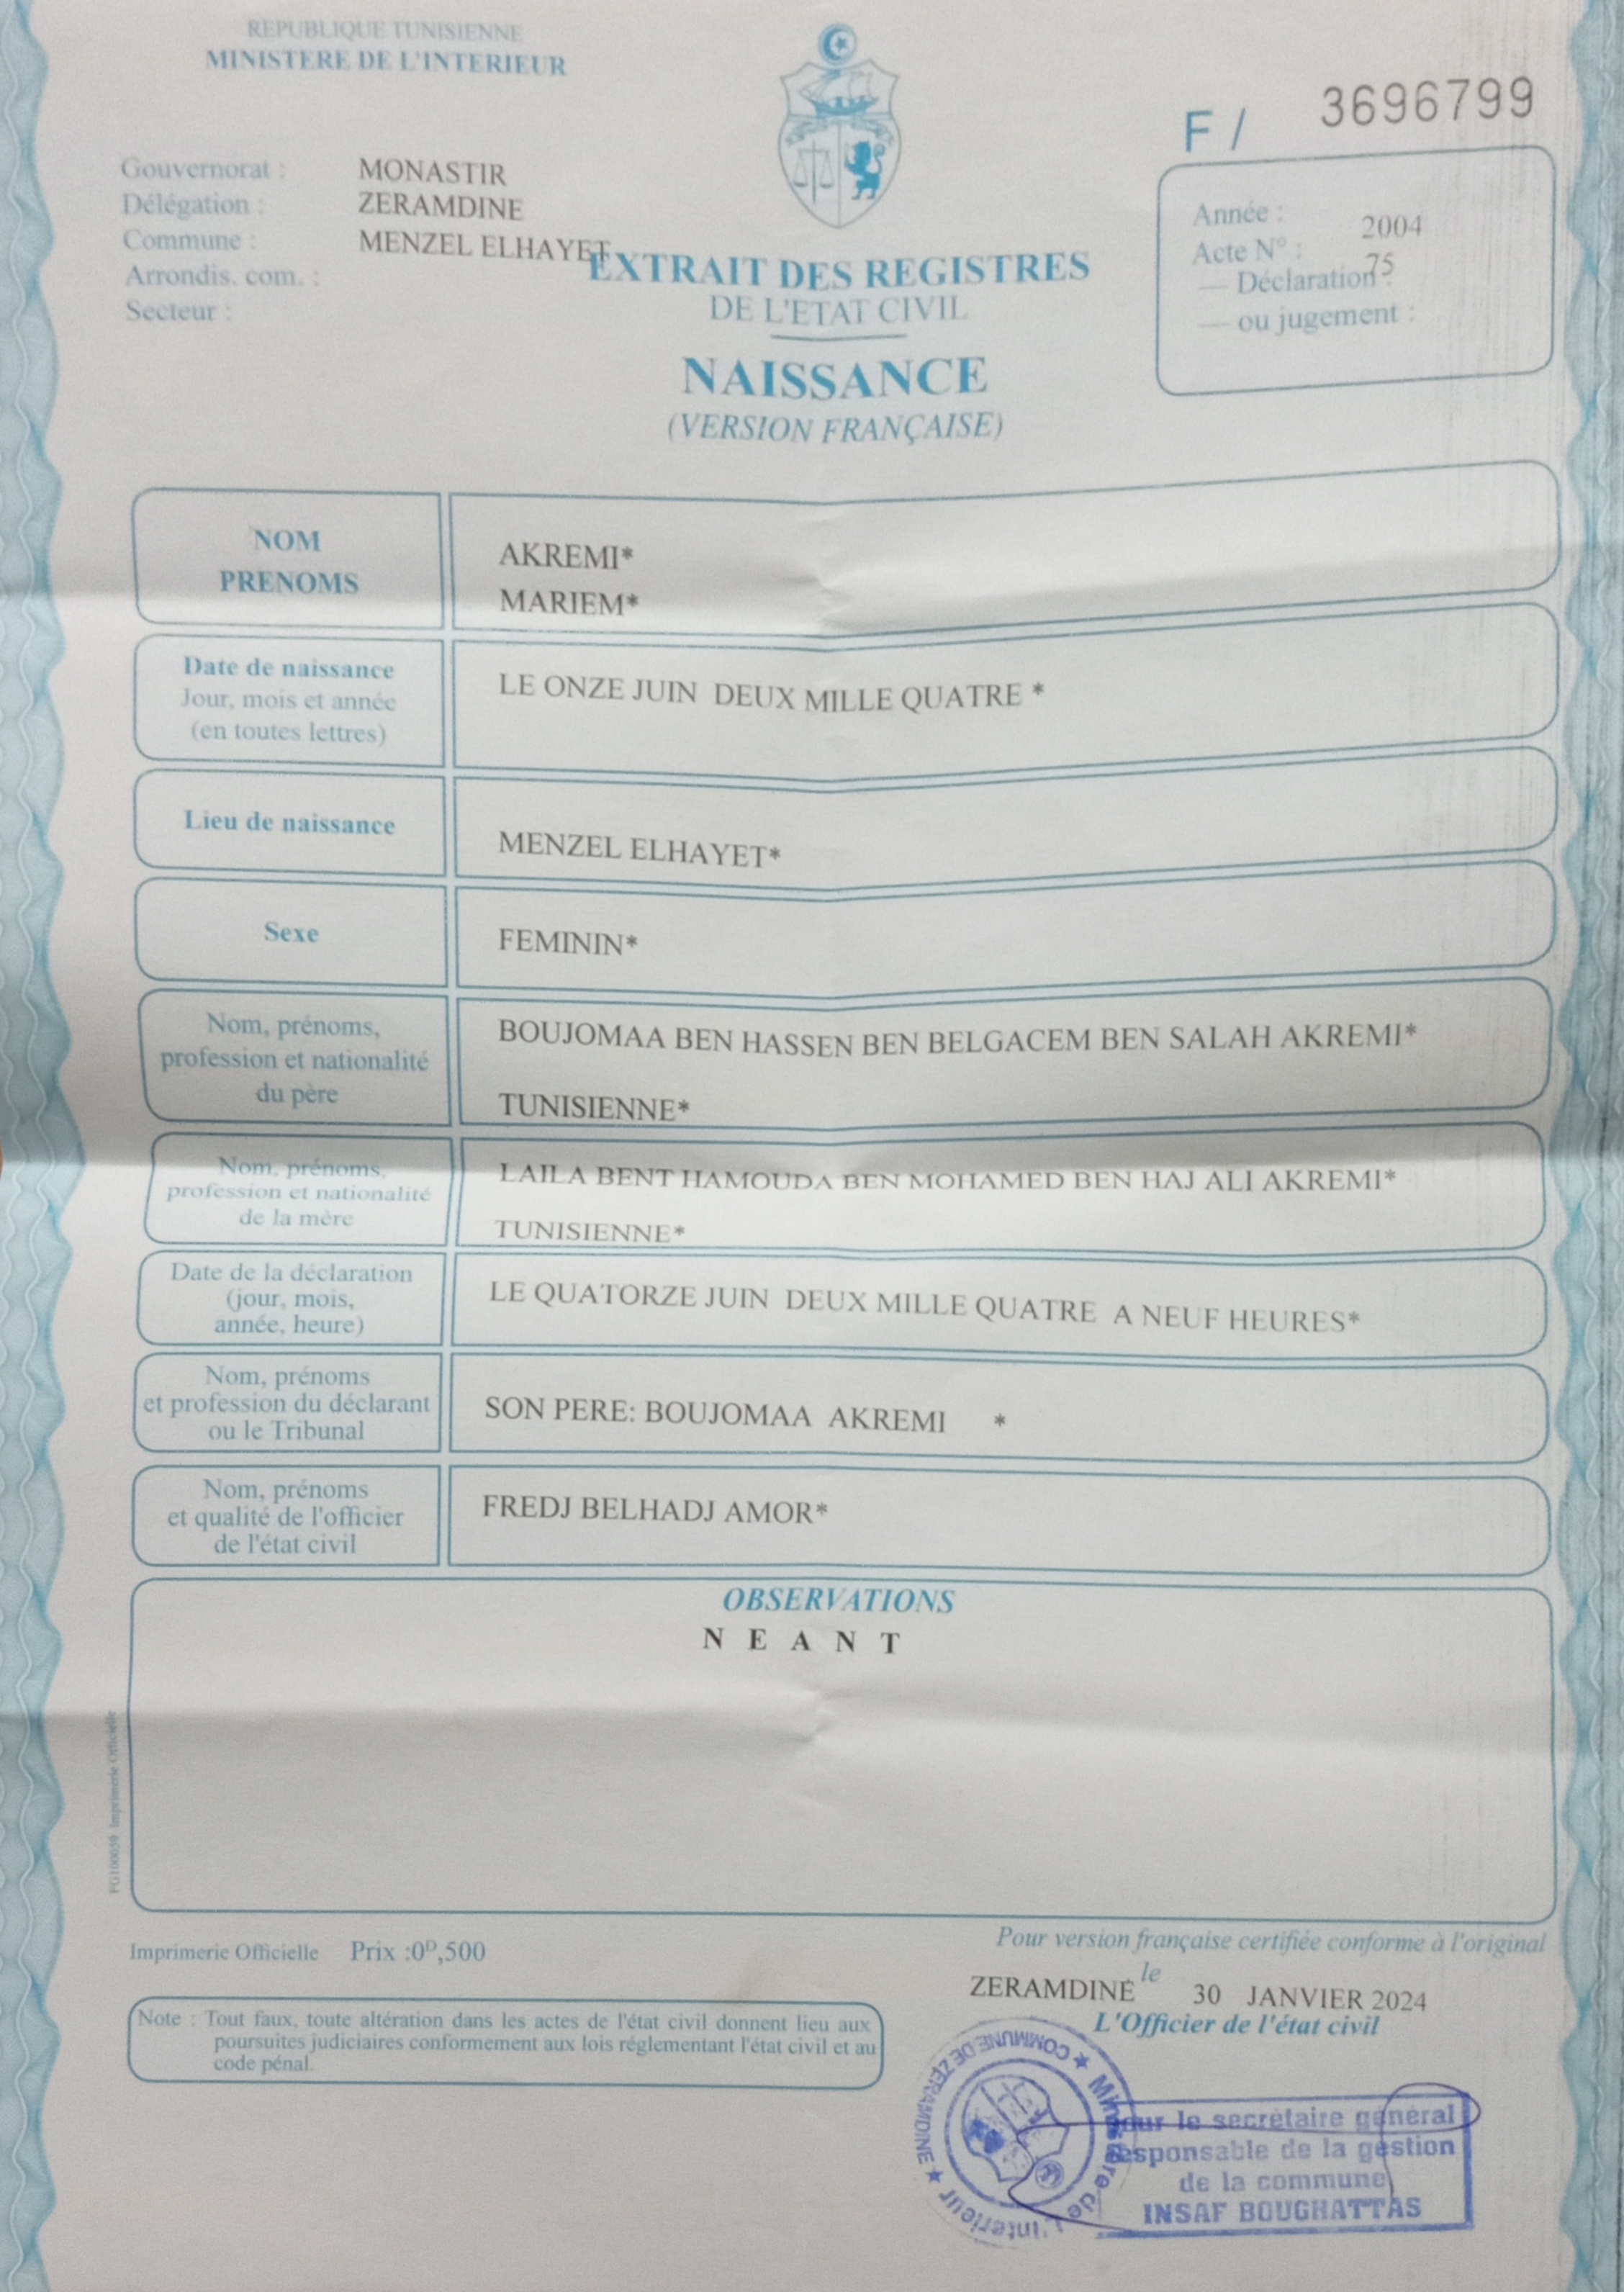 REPUBLIQUE TUNISIENNE
MINISTERE DE L'INTERIEUR
F / 3696799
Gouvernorat : MONASTIR
Délégation : ZERAMDINE
Commune : MENZEL ELHAYET
Arrondis. com. :
Secteur :
Année : 2004
Acte N° : 75
— Déclaration :
— ou jugement :
EXTRAIT DES REGISTRES
DE L'ETAT CIVIL
NAISSANCE
(VERSION FRANÇAISE)
NOM
PRENOMS
AKREMI*
MARIEM*
Date de naissance
Jour, mois et année
(en toutes lettres)
LE ONZE JUIN DEUX MILLE QUATRE *
Lieu de naissance
MENZEL ELHAYET*
Sexe
FEMININ*
Nom, prénoms,
profession et nationalité
du père
BOUJOMAA BEN HASSEN BEN BELGACEM BEN SALAH AKREMI*
TUNISIENNE*
Nom, prénoms,
profession et nationalité
de la mère
LAILA BENT HAMOUDA BEN MOHAMED BEN HAJ ALI AKREMI*
TUNISIENNE*
Date de la déclaration
(jour, mois,
année, heure)
LE QUATORZE JUIN DEUX MILLE QUATRE A NEUF HEURES*
Nom, prénoms
et profession du déclarant
ou le Tribunal
SON PERE: BOUJOMAA AKREMI *
Nom, prénoms
et qualité de l'officier
de l'état civil
FREDJ BELHADJ AMOR*
OBSERVATIONS
N E A N T
FG100059 Imprimerie Officielle
Imprimerie Officielle Prix :0ᴰ,500
Pour version française certifiée conforme à l'original
ZERAMDINE le 30 JANVIER 2024
L'Officier de l'état civil
Note : Tout faux, toute altération dans les actes de l'état civil donnent lieu aux
poursuites judiciaires conformement aux lois réglementant l'état civil et au
code pénal.
★ COMMUNE DE ZERAMDINE ★ Ministère de L'interieur
Pour le secrétaire général
responsable de la gestion
de la commune
INSAF BOUGHATTAS